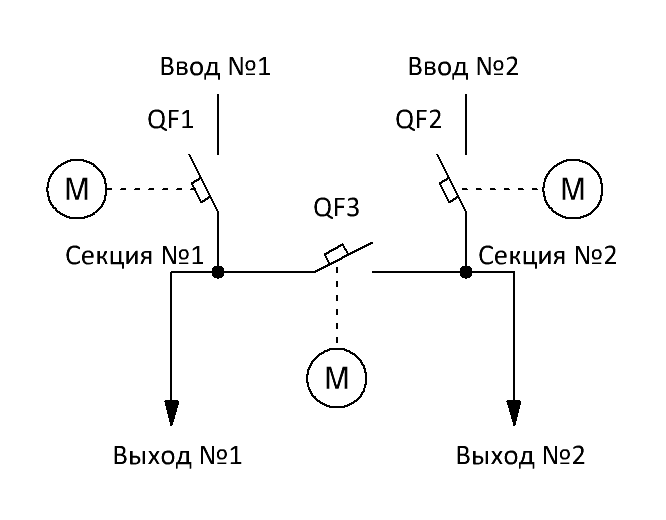 Ввод №1
Ввод №2
QF1
QF2
M
M
QF3
Секция №1
Секция №2
M
Выход №1
Выход №2